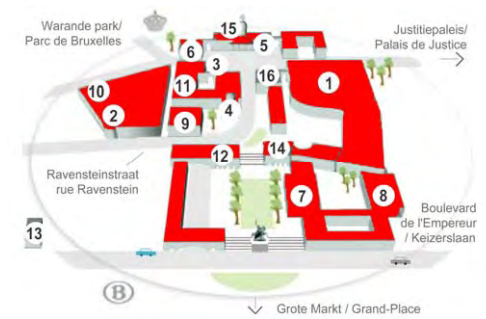 Warande park/
Parc de Bruxelles
Justitiepaleis/
Palais de Justice
15
5
6
3
16
1
10
11
2
4
9
12
14
Ravensteinstraat
rue Ravenstein
7
8
13
Boulevard
de l'Empereur
/ Keizerslaan
B
Grote Markt / Grand-Place